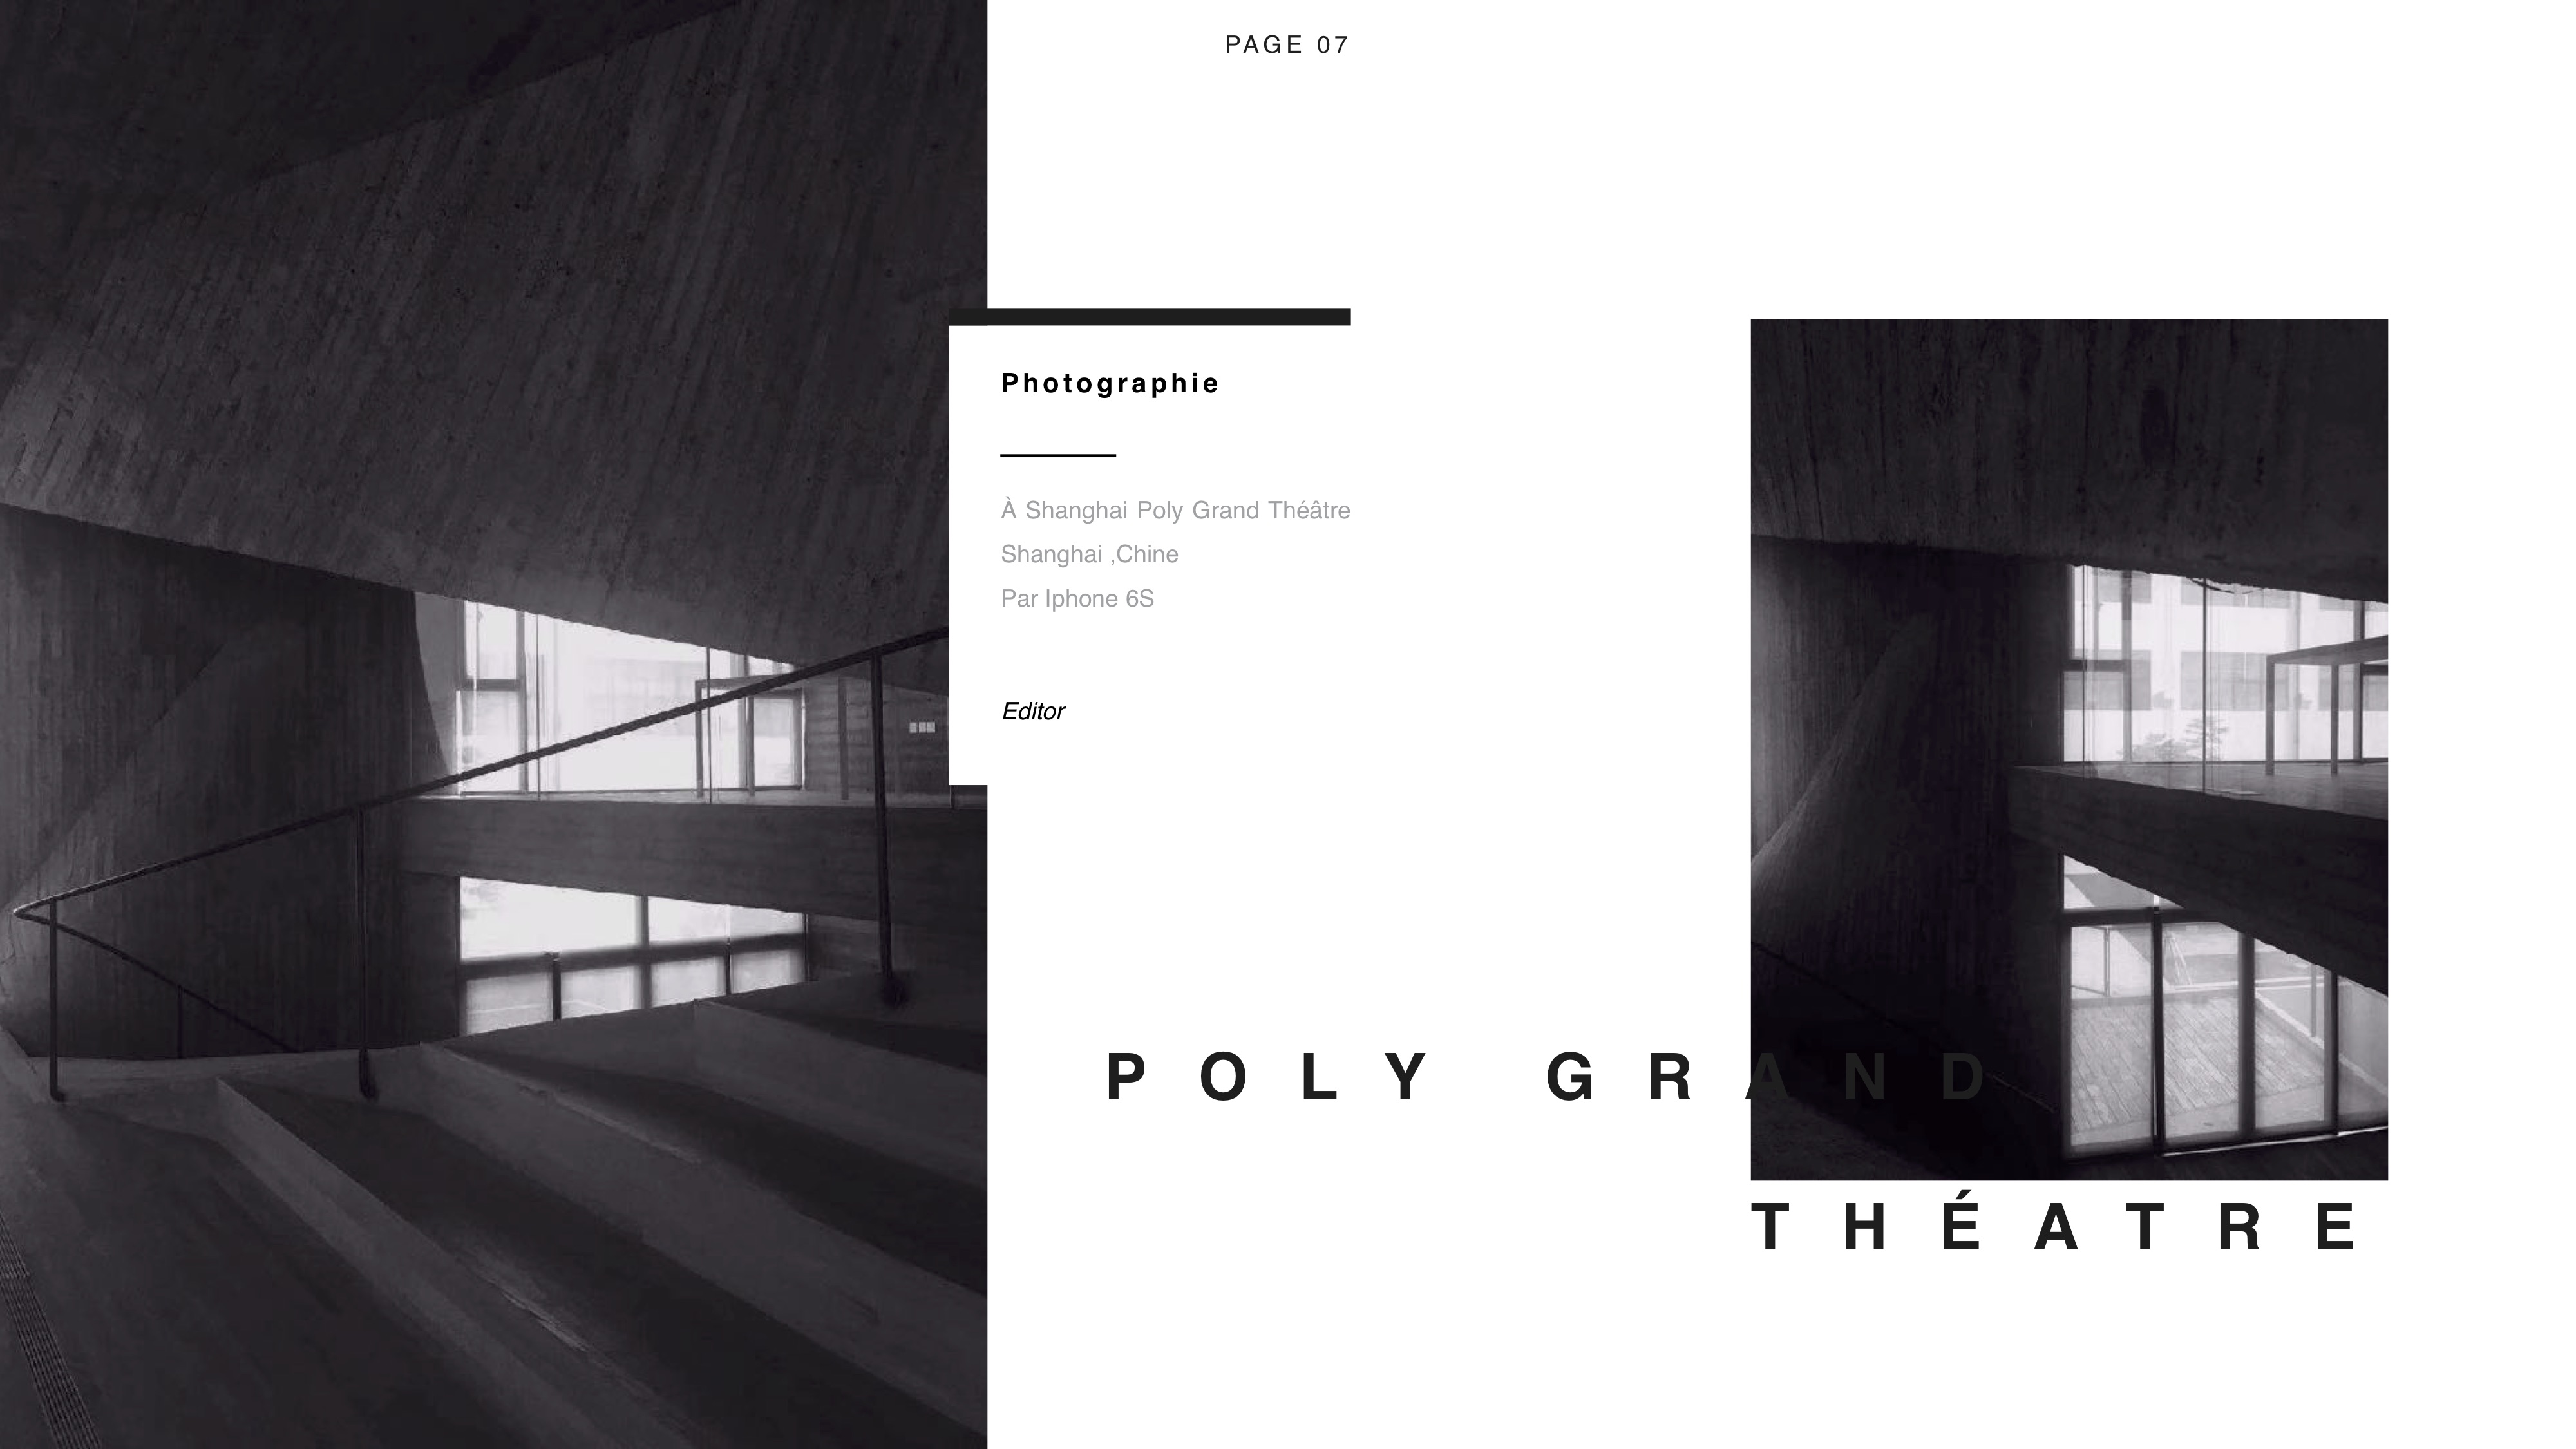 PAGE 07
Photographie
À Shanghai Poly Grand Théâtre
Shanghai ,Chine
Par Iphone 6S
Editor
POLY GRAND
THÉATRE